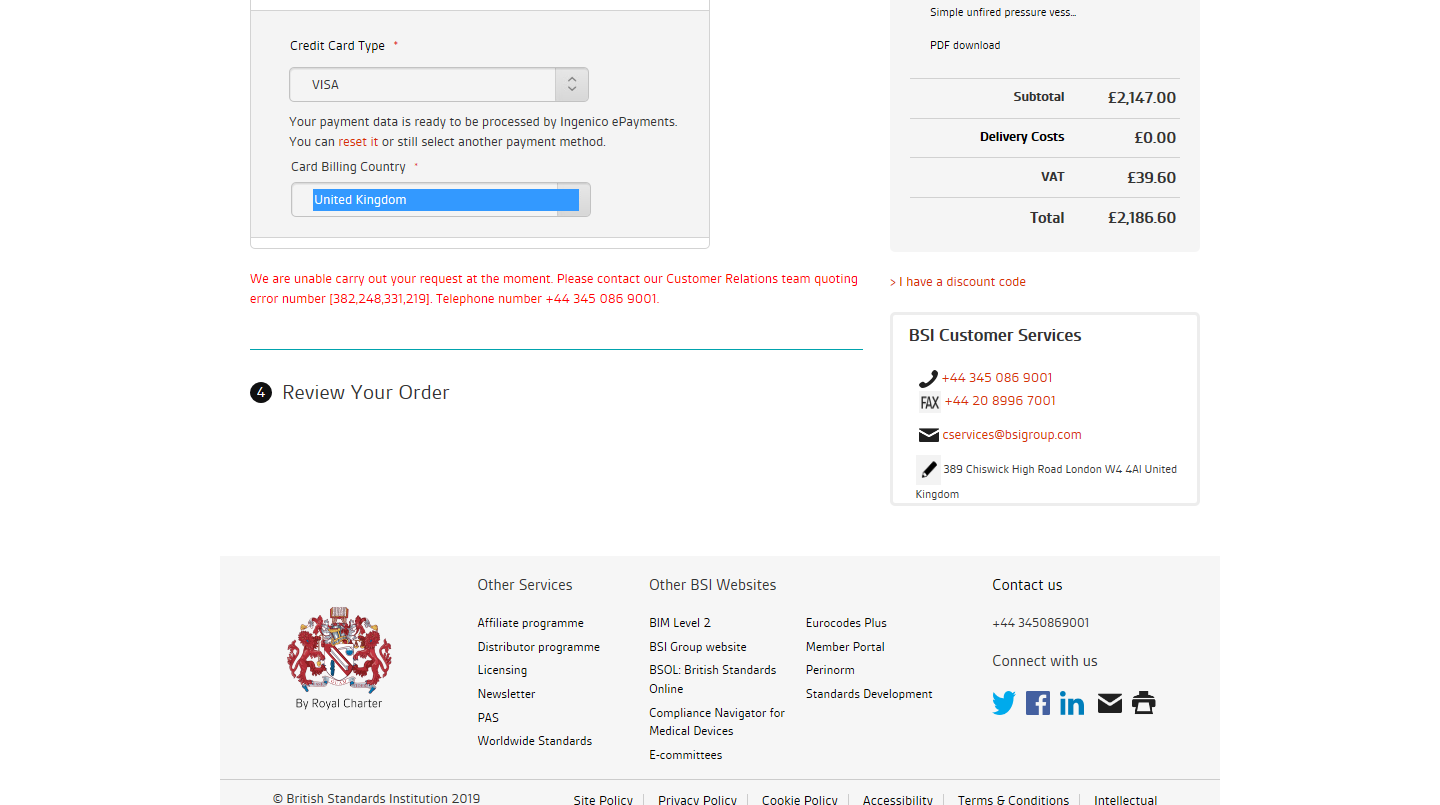 Credit Card Type *
VISA
Your payment data is ready to be processed by Ingenico ePayments.
You can reset it or still select another payment method.
Card Billing Country *
United Kingdom
We are unable carry out your request at the moment. Please contact our Customer Relations team quoting
error number [382,248,331,219]. Telephone number +44 345 086 9001.
4 Review Your Order
Simple unfired pressure vess...
PDF download
Subtotal £2,147.00
Delivery Costs £0.00
VAT £39.60
Total £2,186.60
> I have a discount code
BSI Customer Services
+44 345 086 9001
FAX +44 20 8996 7001
cservices@bsigroup.com
389 Chiswick High Road London W4 4Al United
Kingdom
By Royal Charter
Other Services
Affiliate programme
Distributor programme
Licensing
Newsletter
PAS
Worldwide Standards
Other BSI Websites
BIM Level 2
BSI Group website
BSOL: British Standards
Online
Compliance Navigator for
Medical Devices
E-committees
Eurocodes Plus
Member Portal
Perinorm
Standards Development
Contact us
+44 3450869001
Connect with us
© British Standards Institution 2019
Site Policy
Privacy Policy
Cookie Policy
Accessibility
Terms & Conditions
Intellectual